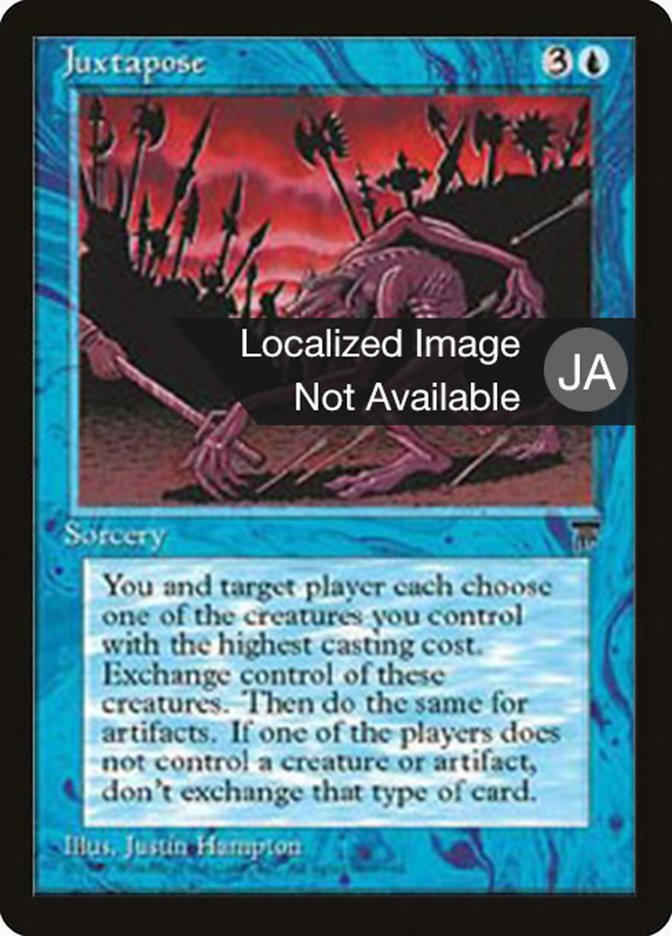 Juxtapose
3
Localized Image
Not Available
JA
Sorcery
You and target player each choose
one of the creatures you control
with the highest casting cost.
Exchange control of these
creatures. Then do the same for
artifacts. If one of the players does
not control a creature or artifact,
don't exchange that type of card.
Illus. Justin Hampton